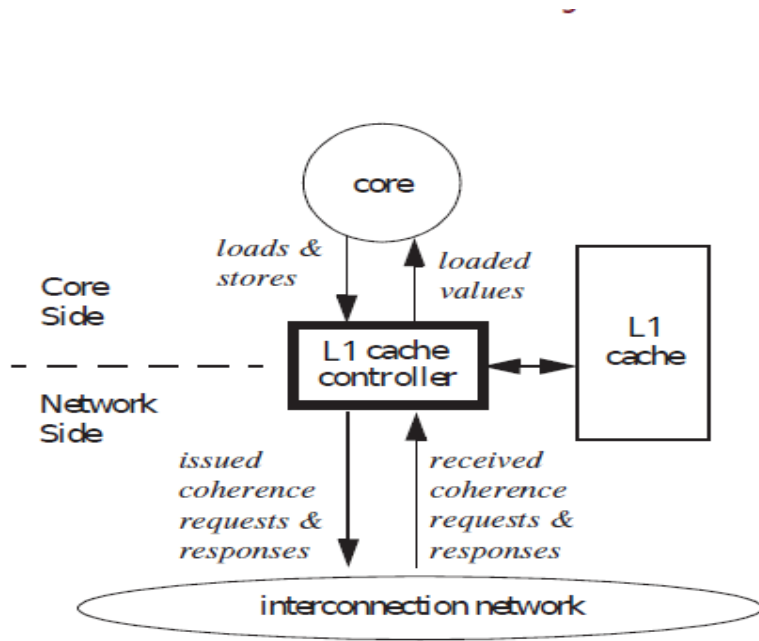 core
loads &
stores
loaded
values
Core
Side
L1 cache
controller
L1
cache
Network
Side
issued
coherence
requests &
responses
received
coherence
requests &
responses
interconnection network